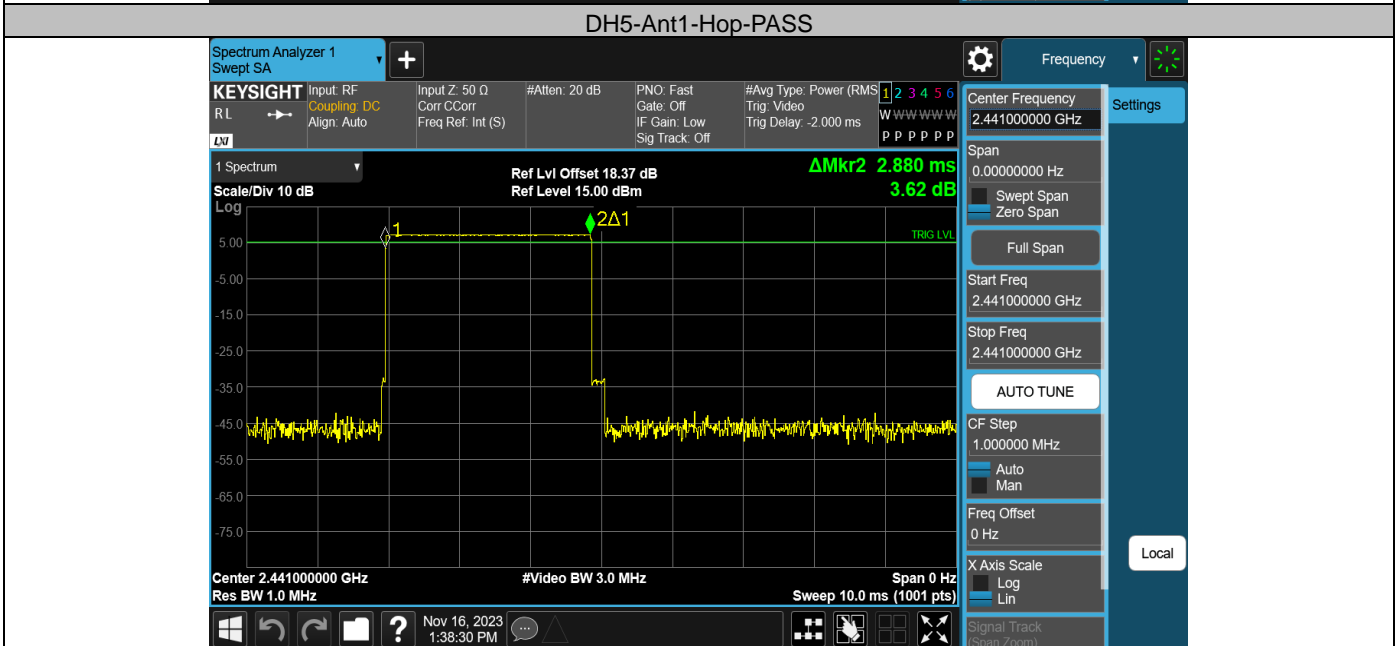 DH5-Ant1-Hop-PASS
Spectrum Analyzer 1
Swept SA
Frequency
KEYSIGHT
R L
LXI
Input: RF
Coupling: DC
Align: Auto
Input Z: 50 Ω
Corr CCorr
Freq Ref: Int (S)
#Atten: 20 dB
PNO: Fast
Gate: Off
IF Gain: Low
Sig Track: Off
#Avg Type: Power (RMS
Trig: Video
Trig Delay: -2.000 ms
1 2 3 4 5 6
W W W W W W
P P P P P P
Center Frequency
2.441000000 GHz
Settings
1 Spectrum
Scale/Div 10 dB
Ref Lvl Offset 18.37 dB
Ref Level 15.00 dBm
ΔMkr2 2.880 ms
3.62 dB
Span
0.00000000 Hz
Swept Span
Zero Span
Full Span
Start Freq
2.441000000 GHz
Stop Freq
2.441000000 GHz
AUTO TUNE
CF Step
1.000000 MHz
Auto
Man
Freq Offset
0 Hz
X Axis Scale
Log
Lin
Signal Track
(Span Zoom)
Local
Log
1
2Δ1
TRIG LVL
5.00
-5.00
-15.0
-25.0
-35.0
-45.0
-55.0
-65.0
-75.0
Center 2.441000000 GHz
#Video BW 3.0 MHz
Span 0 Hz
Res BW 1.0 MHz
Sweep 10.0 ms (1001 pts)
?
Nov 16, 2023
1:38:30 PM